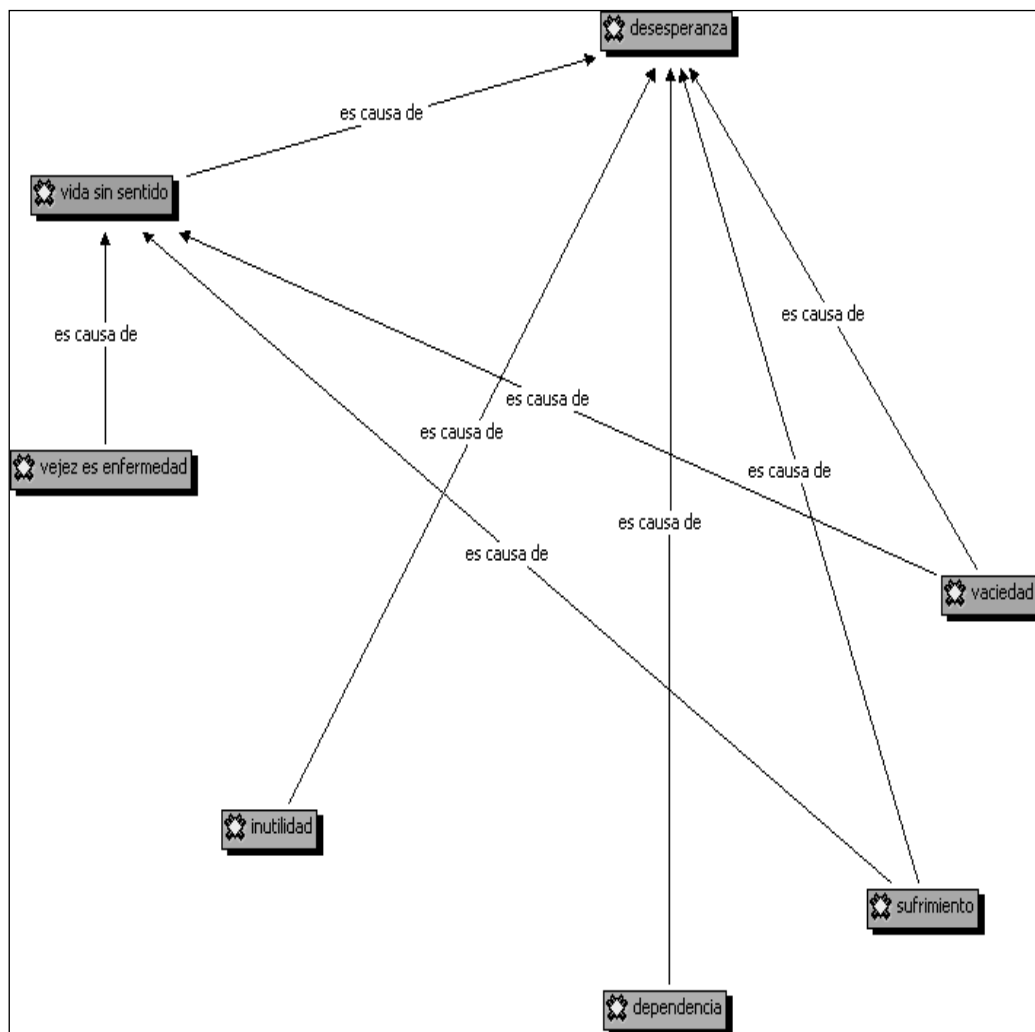 desesperanza
es causa de
vida sin sentido
es causa de
es causa de
es causa de
es causa de
vejez es enfermedad
es causa de
es causa de
es causa de
vaciedad
inutilidad
sufrimiento
dependencia